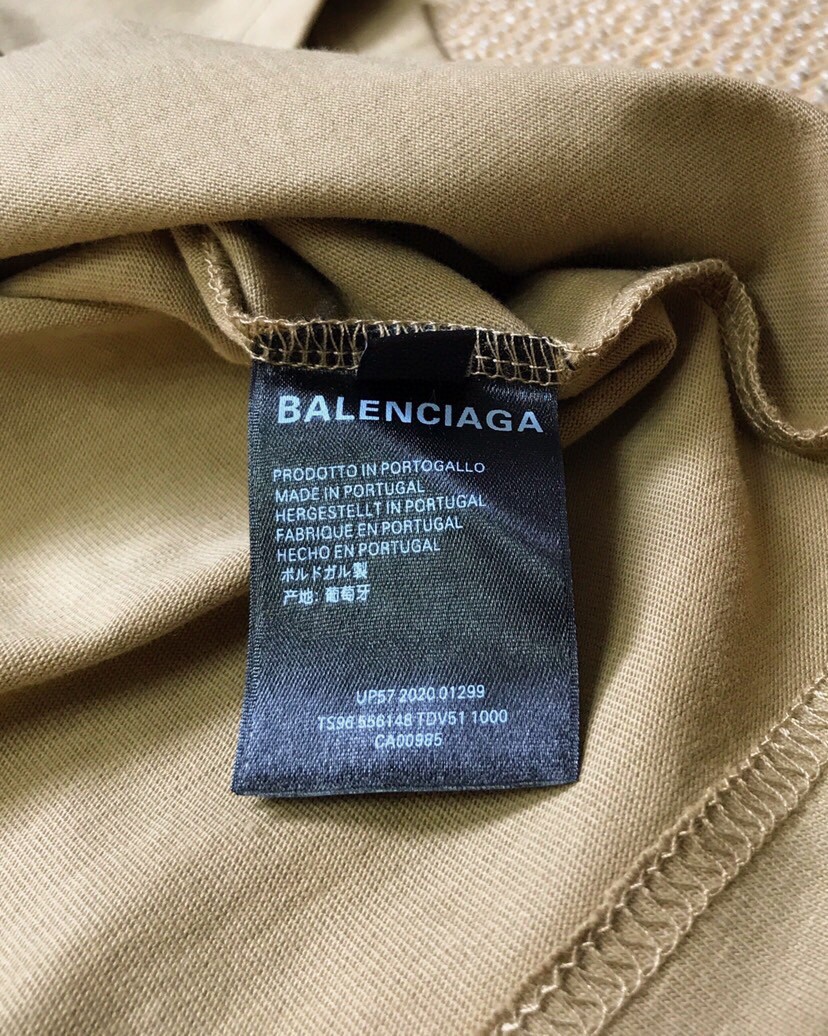 BALENCIAGA
PRODOTTO IN PORTOGALLO
MADE IN PORTUGAL
HERGESTELLT IN PORTUGAL
FABRIQUE EN PORTUGAL
HECHO EN PORTUGAL
ポルトガル製
产地: 葡萄牙
UP57 2020 01299
TS96 556148 TDV51 1000
CA00985